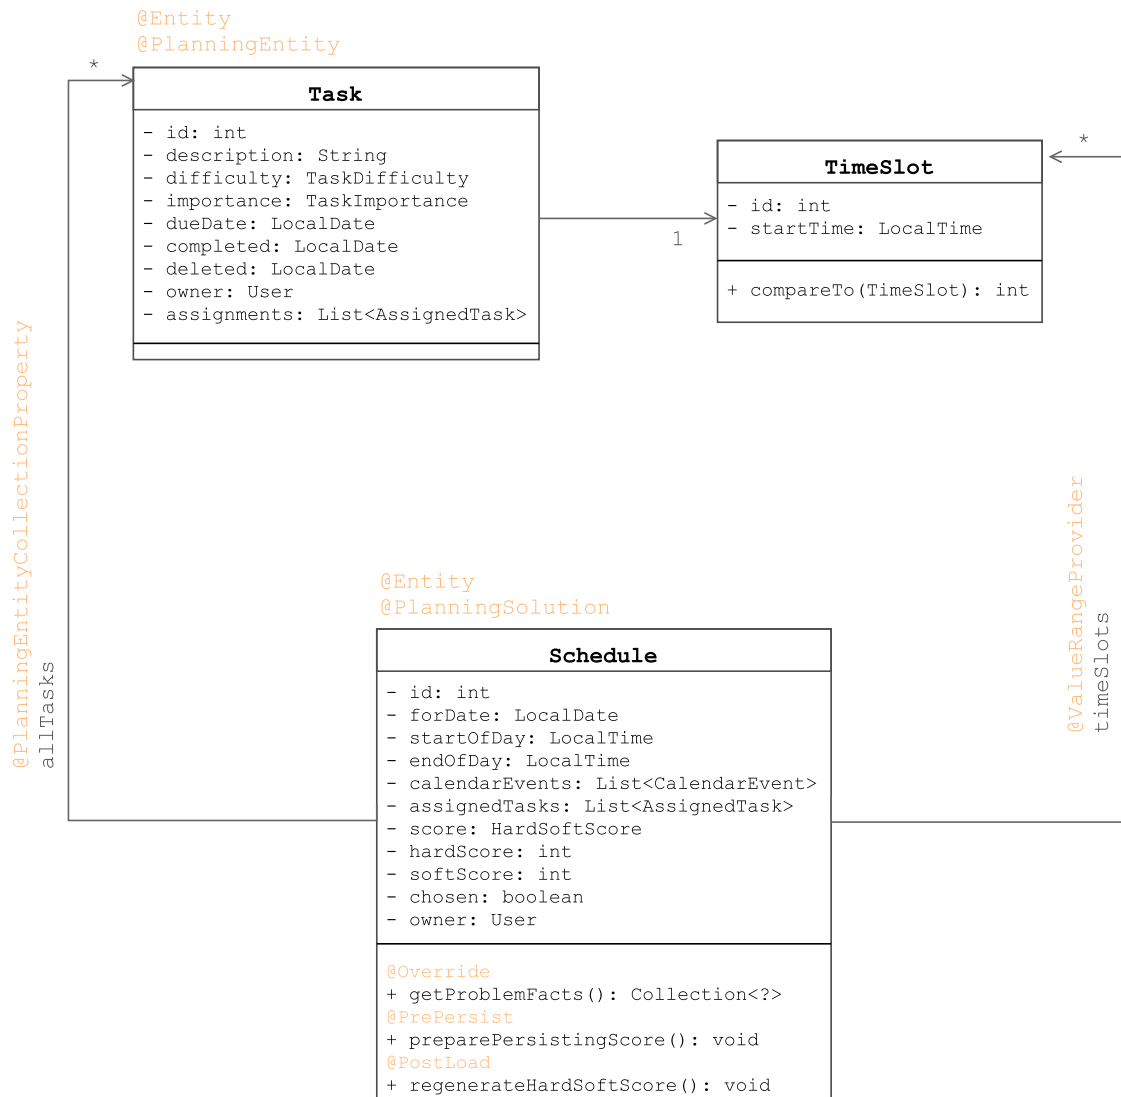 @Entity
@PlanningEntity
*
Task
- id: int
- description: String
- difficulty: TaskDifficulty
- importance: TaskImportance
- dueDate: LocalDate
- completed: LocalDate
- deleted: LocalDate
- owner: User
- assignments: List<AssignedTask>
1
*
TimeSlot
- id: int
- startTime: LocalTime
+ compareTo(TimeSlot): int
@PlanningEntityCollectionProperty
allTasks
@ValueRangeProvider
timeSlots
@Entity
@PlanningSolution
Schedule
- id: int
- forDate: LocalDate
- startOfDay: LocalTime
- endOfDay: LocalTime
- calendarEvents: List<CalendarEvent>
- assignedTasks: List<AssignedTask>
- score: HardSoftScore
- hardScore: int
- softScore: int
- chosen: boolean
- owner: User
@Override
+ getProblemFacts(): Collection<?>
@PrePersist
+ preparePersistingScore(): void
@PostLoad
+ regenerateHardSoftScore(): void